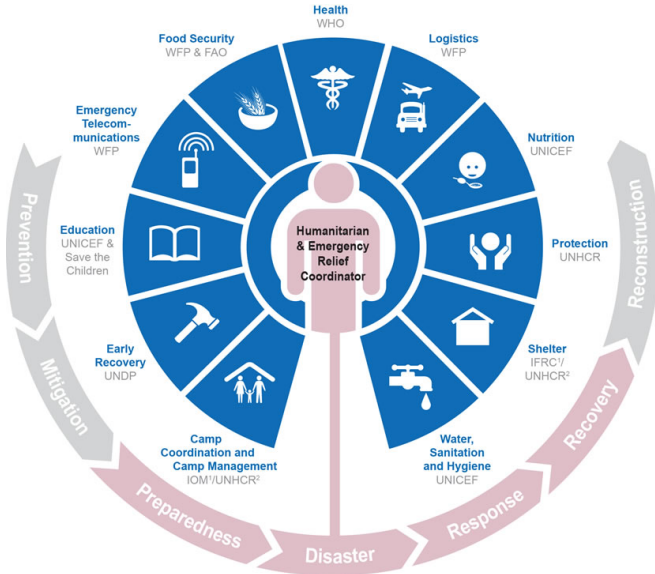 Health
WHO
Food Security
WFP & FAO
Logistics
WFP
Emergency
Telecom-
munications
WFP
Nutrition
UNICEF
Education
UNICEF &
Save the
Children
Humanitarian
& Emergency
Relief
Coordinator
Protection
UNHCR
Early
Recovery
UNDP
Shelter
IFRC¹/
UNHCR²
Camp
Coordination and
Camp Management
IOM¹/UNHCR²
Water,
Sanitation
and Hygiene
UNICEF
Prevention
Mitigation
Preparedness
Disaster
Response
Recovery
Reconstruction